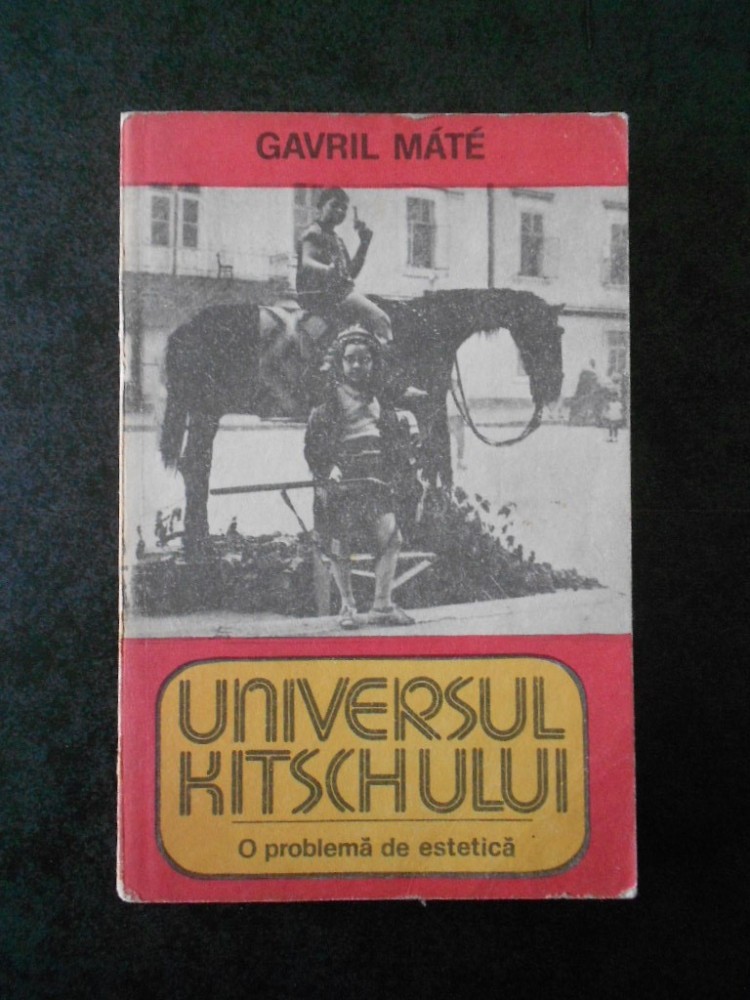 GAVRIL MÁTÉ
UNIVERSUL
KITSCHULUI
O problemă de estetică